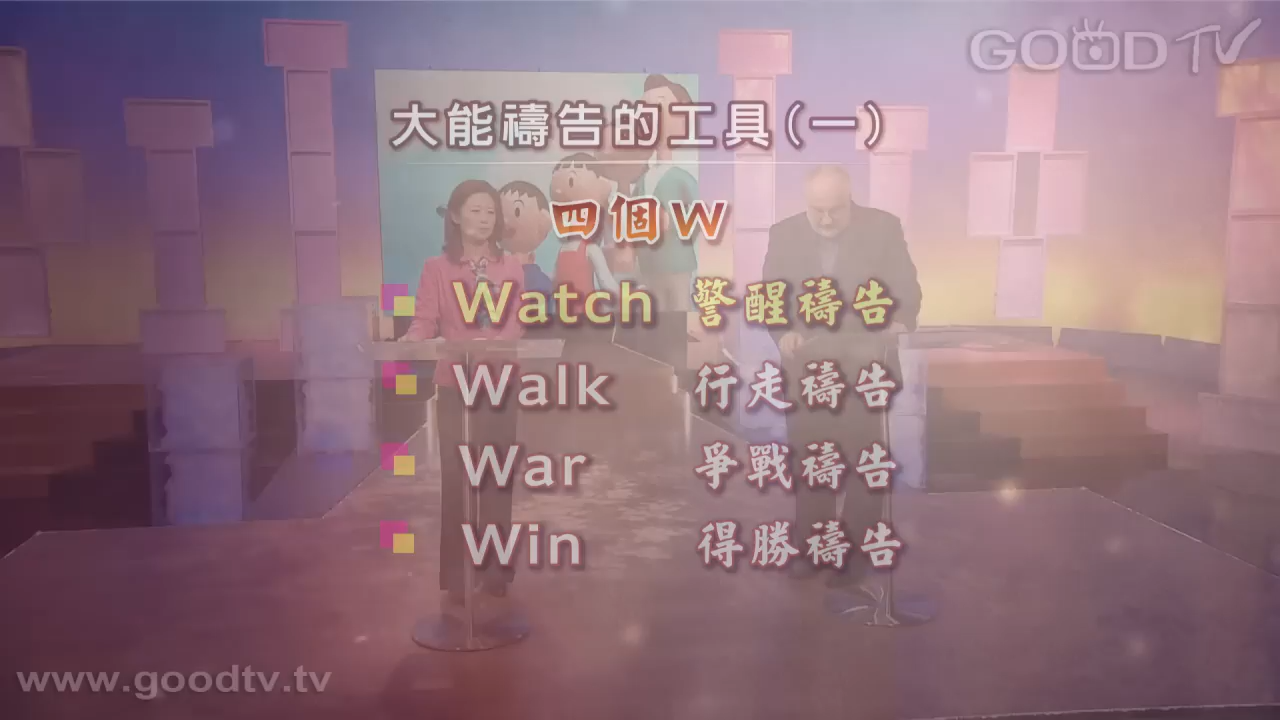 GOOD TV
大能禱告的工具(一)
四個W
Watch 警醒禱告
Walk 行走禱告
War 爭戰禱告
Win 得勝禱告
www.goodtv.tv